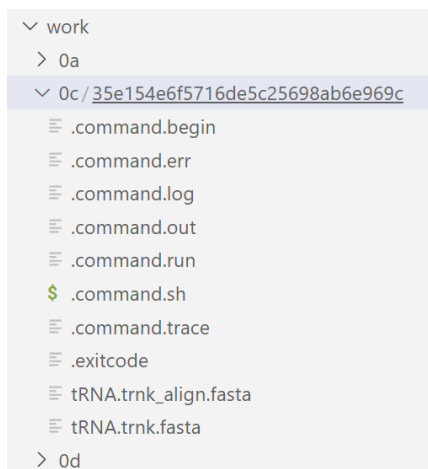 work
0a
0c/35e154e6f5716de5c25698ab6e969c
.command.begin
.command.err
.command.log
.command.out
.command.run
$ .command.sh
.command.trace
.exitcode
tRNA.trnk_align.fasta
tRNA.trnk.fasta
0d